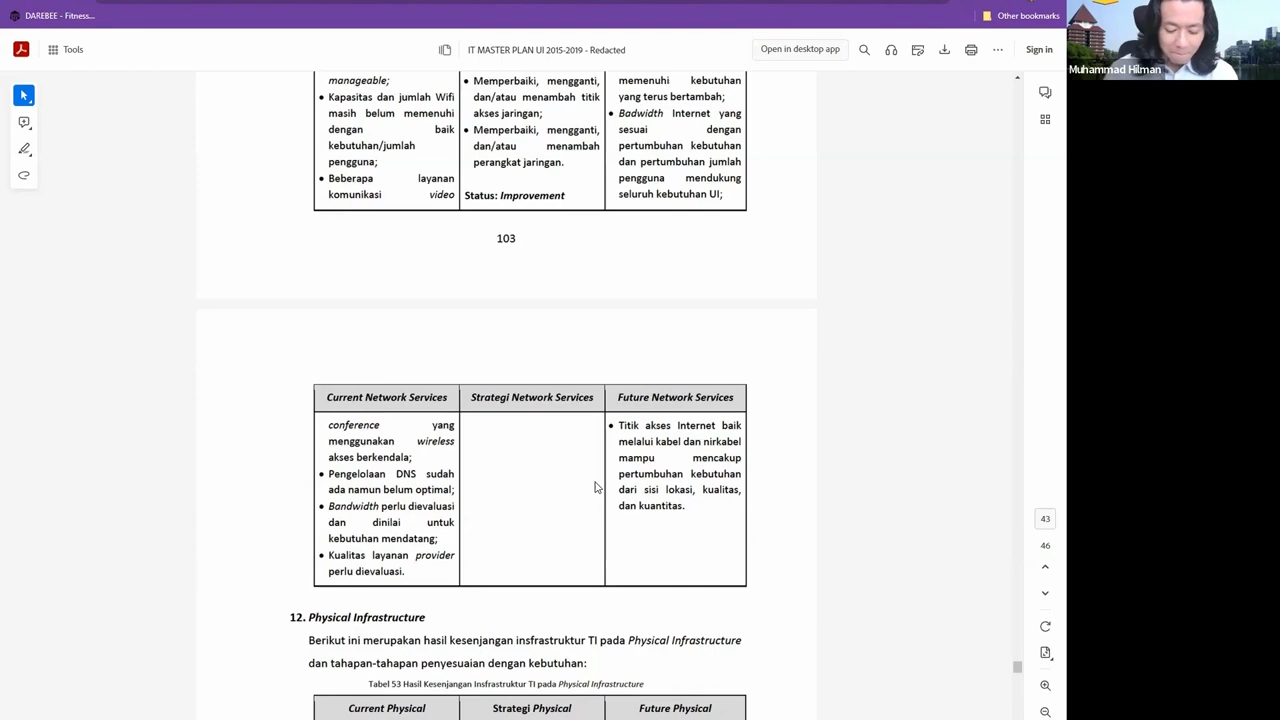 DAREBEE - Fitness...
Other bookmarks
Tools
IT MASTER PLAN UI 2015-2019 - Redacted
Open in desktop app
Sign in
Muhammad Hilman
manageable;
• Kapasitas dan jumlah Wifi
masih belum memenuhi
dengan baik
kebutuhan/jumlah
pengguna;
• Beberapa layanan
komunikasi video
• Memperbaiki, mengganti,
dan/atau menambah titik
akses jaringan;
• Memperbaiki, mengganti,
dan/atau menambah
perangkat jaringan.
Status: Improvement
memenuhi kebutuhan
yang terus bertambah;
• Badwidth Internet yang
sesuai dengan
pertumbuhan kebutuhan
dan pertumbuhan jumlah
pengguna mendukung
seluruh kebutuhan UI;
103
Current Network Services
Strategi Network Services
Future Network Services
conference yang
menggunakan wireless
akses berkendala;
• Pengelolaan DNS sudah
ada namun belum optimal;
• Bandwidth perlu dievaluasi
dan dinilai untuk
kebutuhan mendatang;
• Kualitas layanan provider
perlu dievaluasi.
• Titik akses Internet baik
melalui kabel dan nirkabel
mampu mencakup
pertumbuhan kebutuhan
dari sisi lokasi, kualitas,
dan kuantitas.
12. Physical Infrastructure
Berikut ini merupakan hasil kesenjangan insfrastruktur TI pada Physical Infrastructure
dan tahapan-tahapan penyesuaian dengan kebutuhan:
Tabel 53 Hasil Kesenjangan Insfrastruktur TI pada Physical Infrastructure
Current Physical
Strategi Physical
Future Physical
43
46